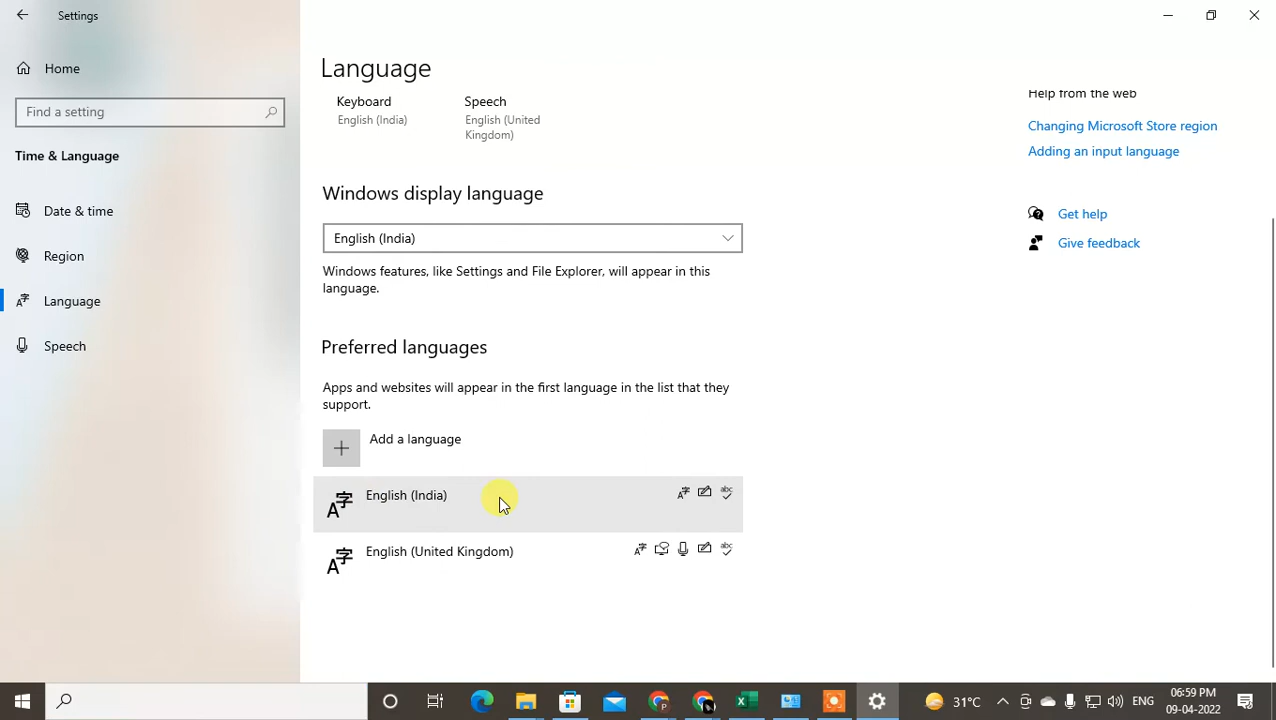 Settings
Home
Find a setting
Time & Language
Date & time
Region
Language
Speech
Language
Keyboard
English (India)
Speech
English (United
Kingdom)
Windows display language
English (India)
Windows features, like Settings and File Explorer, will appear in this
language.
Preferred languages
Apps and websites will appear in the first language in the list that they
support.
Add a language
English (India)
English (United Kingdom)
Help from the web
Changing Microsoft Store region
Adding an input language
Get help
Give feedback
31°C
ENG
06:59 PM
09-04-2022